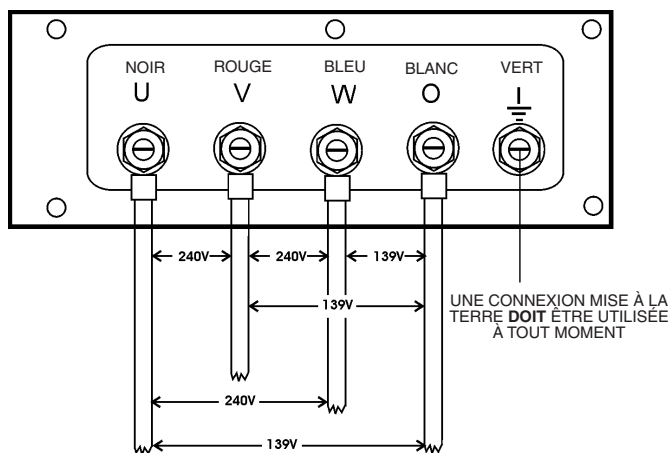 NOIR ROUGE BLEU BLANC VERT
U V W O
240V 240V 139V
139V
UNE CONNEXION MISE À LA
TERRE DOIT ÊTRE UTILISÉE
À TOUT MOMENT
240V
139V